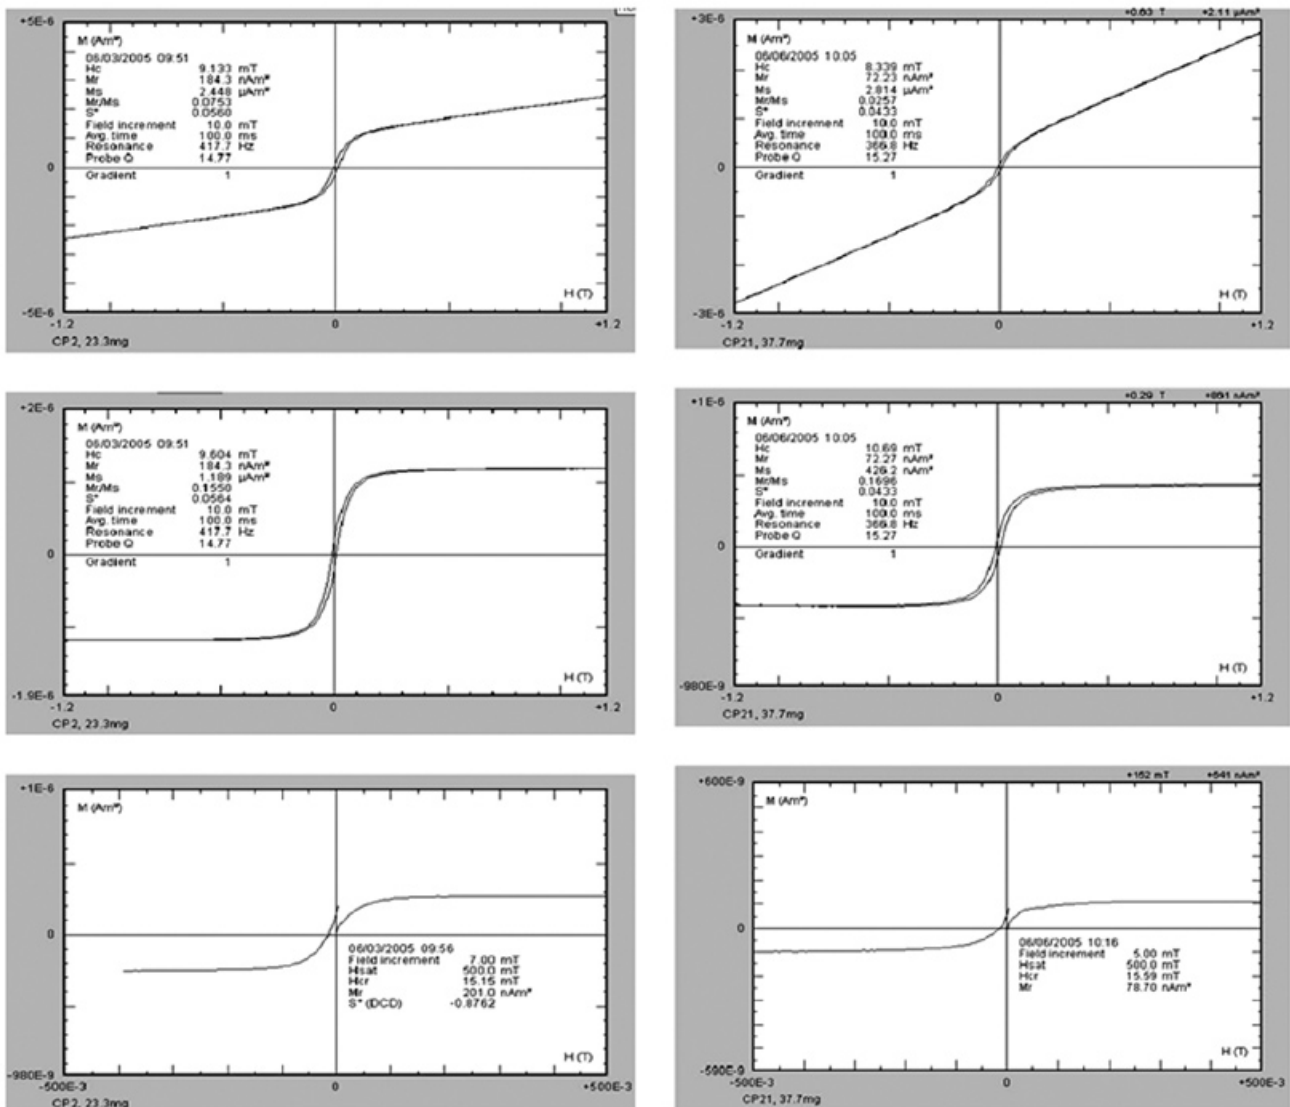 +5E-6
M (Am²)
06/03/2005 09:51
Hc 9.133 mT
Mr 184.3 nAm²
Ms 2.448 µAm²
Mr/Ms 0.0753
S* 0.0560
Field increment 10.0 mT
Avg. time 100.0 ms
Resonance 417.7 Hz
Probe Q 14.77
Gradient 1
0
H (T)
-5E-6
-1.2 0 +1.2
CP2, 23.3mg
+0.63 T +2.11 µAm²
+3E-6
M (Am²)
06/06/2005 10:05
Hc 8.339 mT
Mr 72.23 nAm²
Ms 2.814 µAm²
Mr/Ms 0.0257
S* 0.0433
Field increment 10.0 mT
Avg. time 100.0 ms
Resonance 366.8 Hz
Probe Q 15.27
Gradient 1
0
H (T)
-3E-6
-1.2 0 +1.2
CP21, 37.7mg
+2E-6
M (Am²)
06/03/2005 09:51
Hc 9.604 mT
Mr 184.3 nAm²
Ms 1.189 µAm²
Mr/Ms 0.1550
S* 0.0564
Field increment 10.0 mT
Avg. time 100.0 ms
Resonance 417.7 Hz
Probe Q 14.77
Gradient 1
0
H (T)
-1.9E-6
-1.2 0 +1.2
CP2, 23.3mg
+0.29 T
+1E-6
M (Am²)
06/06/2005 10:05
Hc 10.69 mT
Mr 72.27 nAm²
Ms 426.2 nAm²
Mr/Ms 0.1696
S* 0.0433
Field increment 10.0 mT
Avg. time 100.0 ms
Resonance 366.8 Hz
Probe Q 15.27
Gradient 1
0
H (T)
-980E-9
-1.2 0 +1.2
CP21, 37.7mg
+1E-6
M (Am²)
0
06/03/2005 09:56
Field increment 7.00 mT
Hsat 500.0 mT
Hcr 15.15 mT
Mr 201.0 nAm²
S* (DCD) -0.8762
H (T)
-980E-9
-500E-3 0 +500E-3
CP2, 23.3mg
+152 mT +541 nAm²
+600E-9
M (Am²)
0
06/06/2005 10:16
Field increment 5.00 mT
Hsat 500.0 mT
Hcr 15.59 mT
Mr 78.70 nAm²
H (T)
-590E-9
-500E-3 0 +500E-3
CP21, 37.7mg